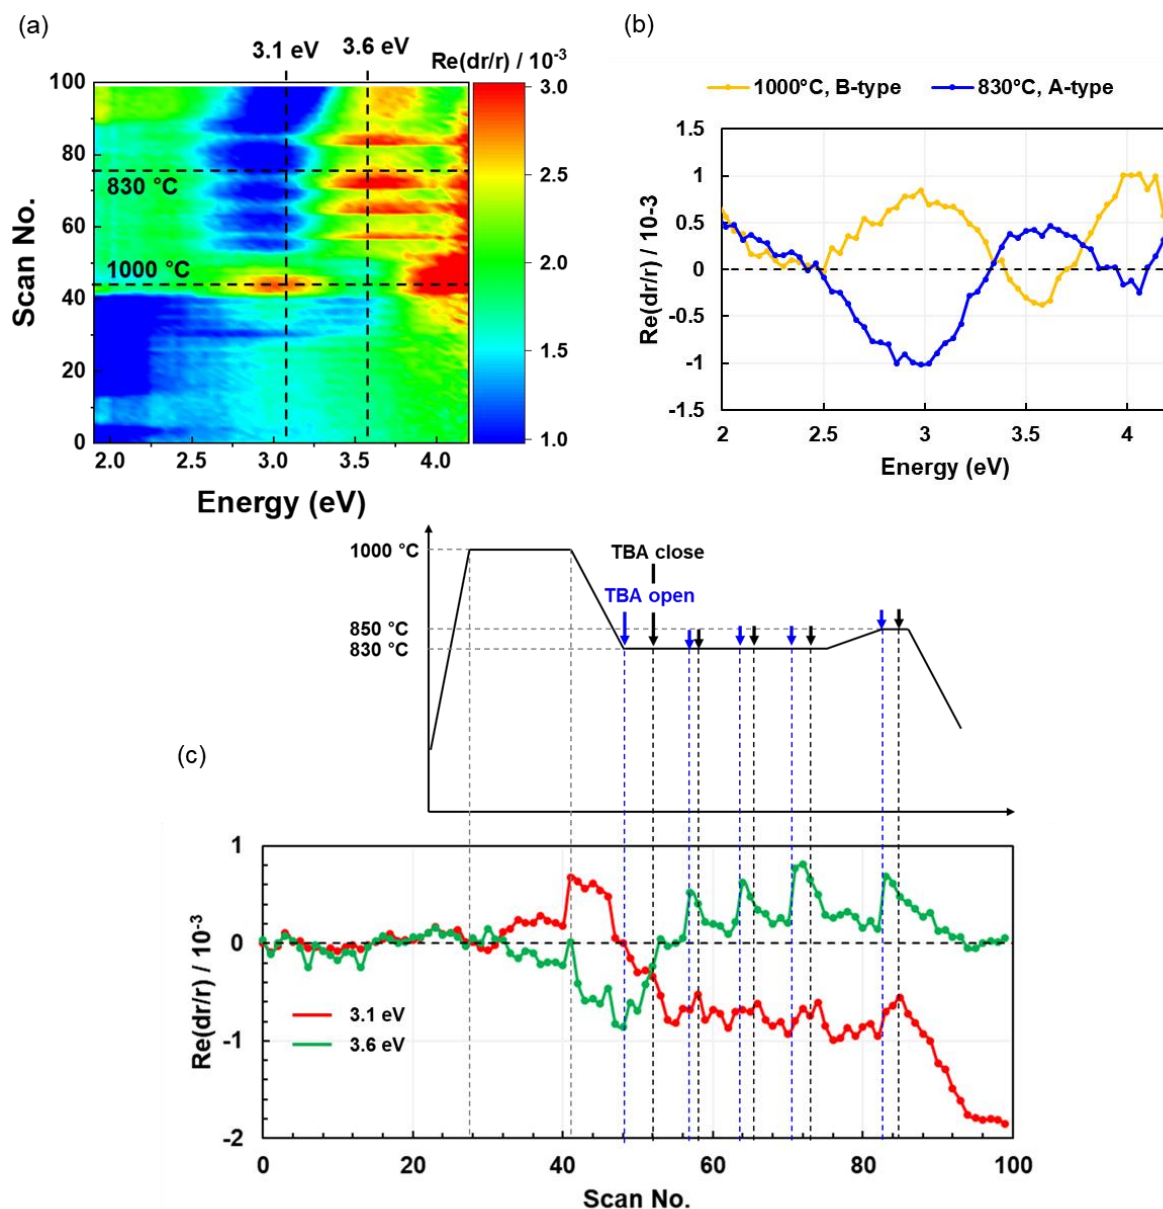 (a)
3.1 eV
3.6 eV
Re(dr/r) / 10-3
100
80
60
40
20
0
830 °C
1000 °C
Scan No.
2.0
2.5
3.0
3.5
4.0
Energy (eV)
3.0
2.5
2.0
1.5
1.0
(b)
1000°C, B-type
830°C, A-type
1.5
1
0.5
0
-0.5
-1
-1.5
Re(dr/r) / 10-3
2
2.5
3
3.5
4
Energy (eV)
1000 °C
850 °C
830 °C
TBA close
TBA open
(c)
1
0
-1
-2
Re(dr/r) / 10-3
3.1 eV
3.6 eV
0
20
40
60
80
100
Scan No.